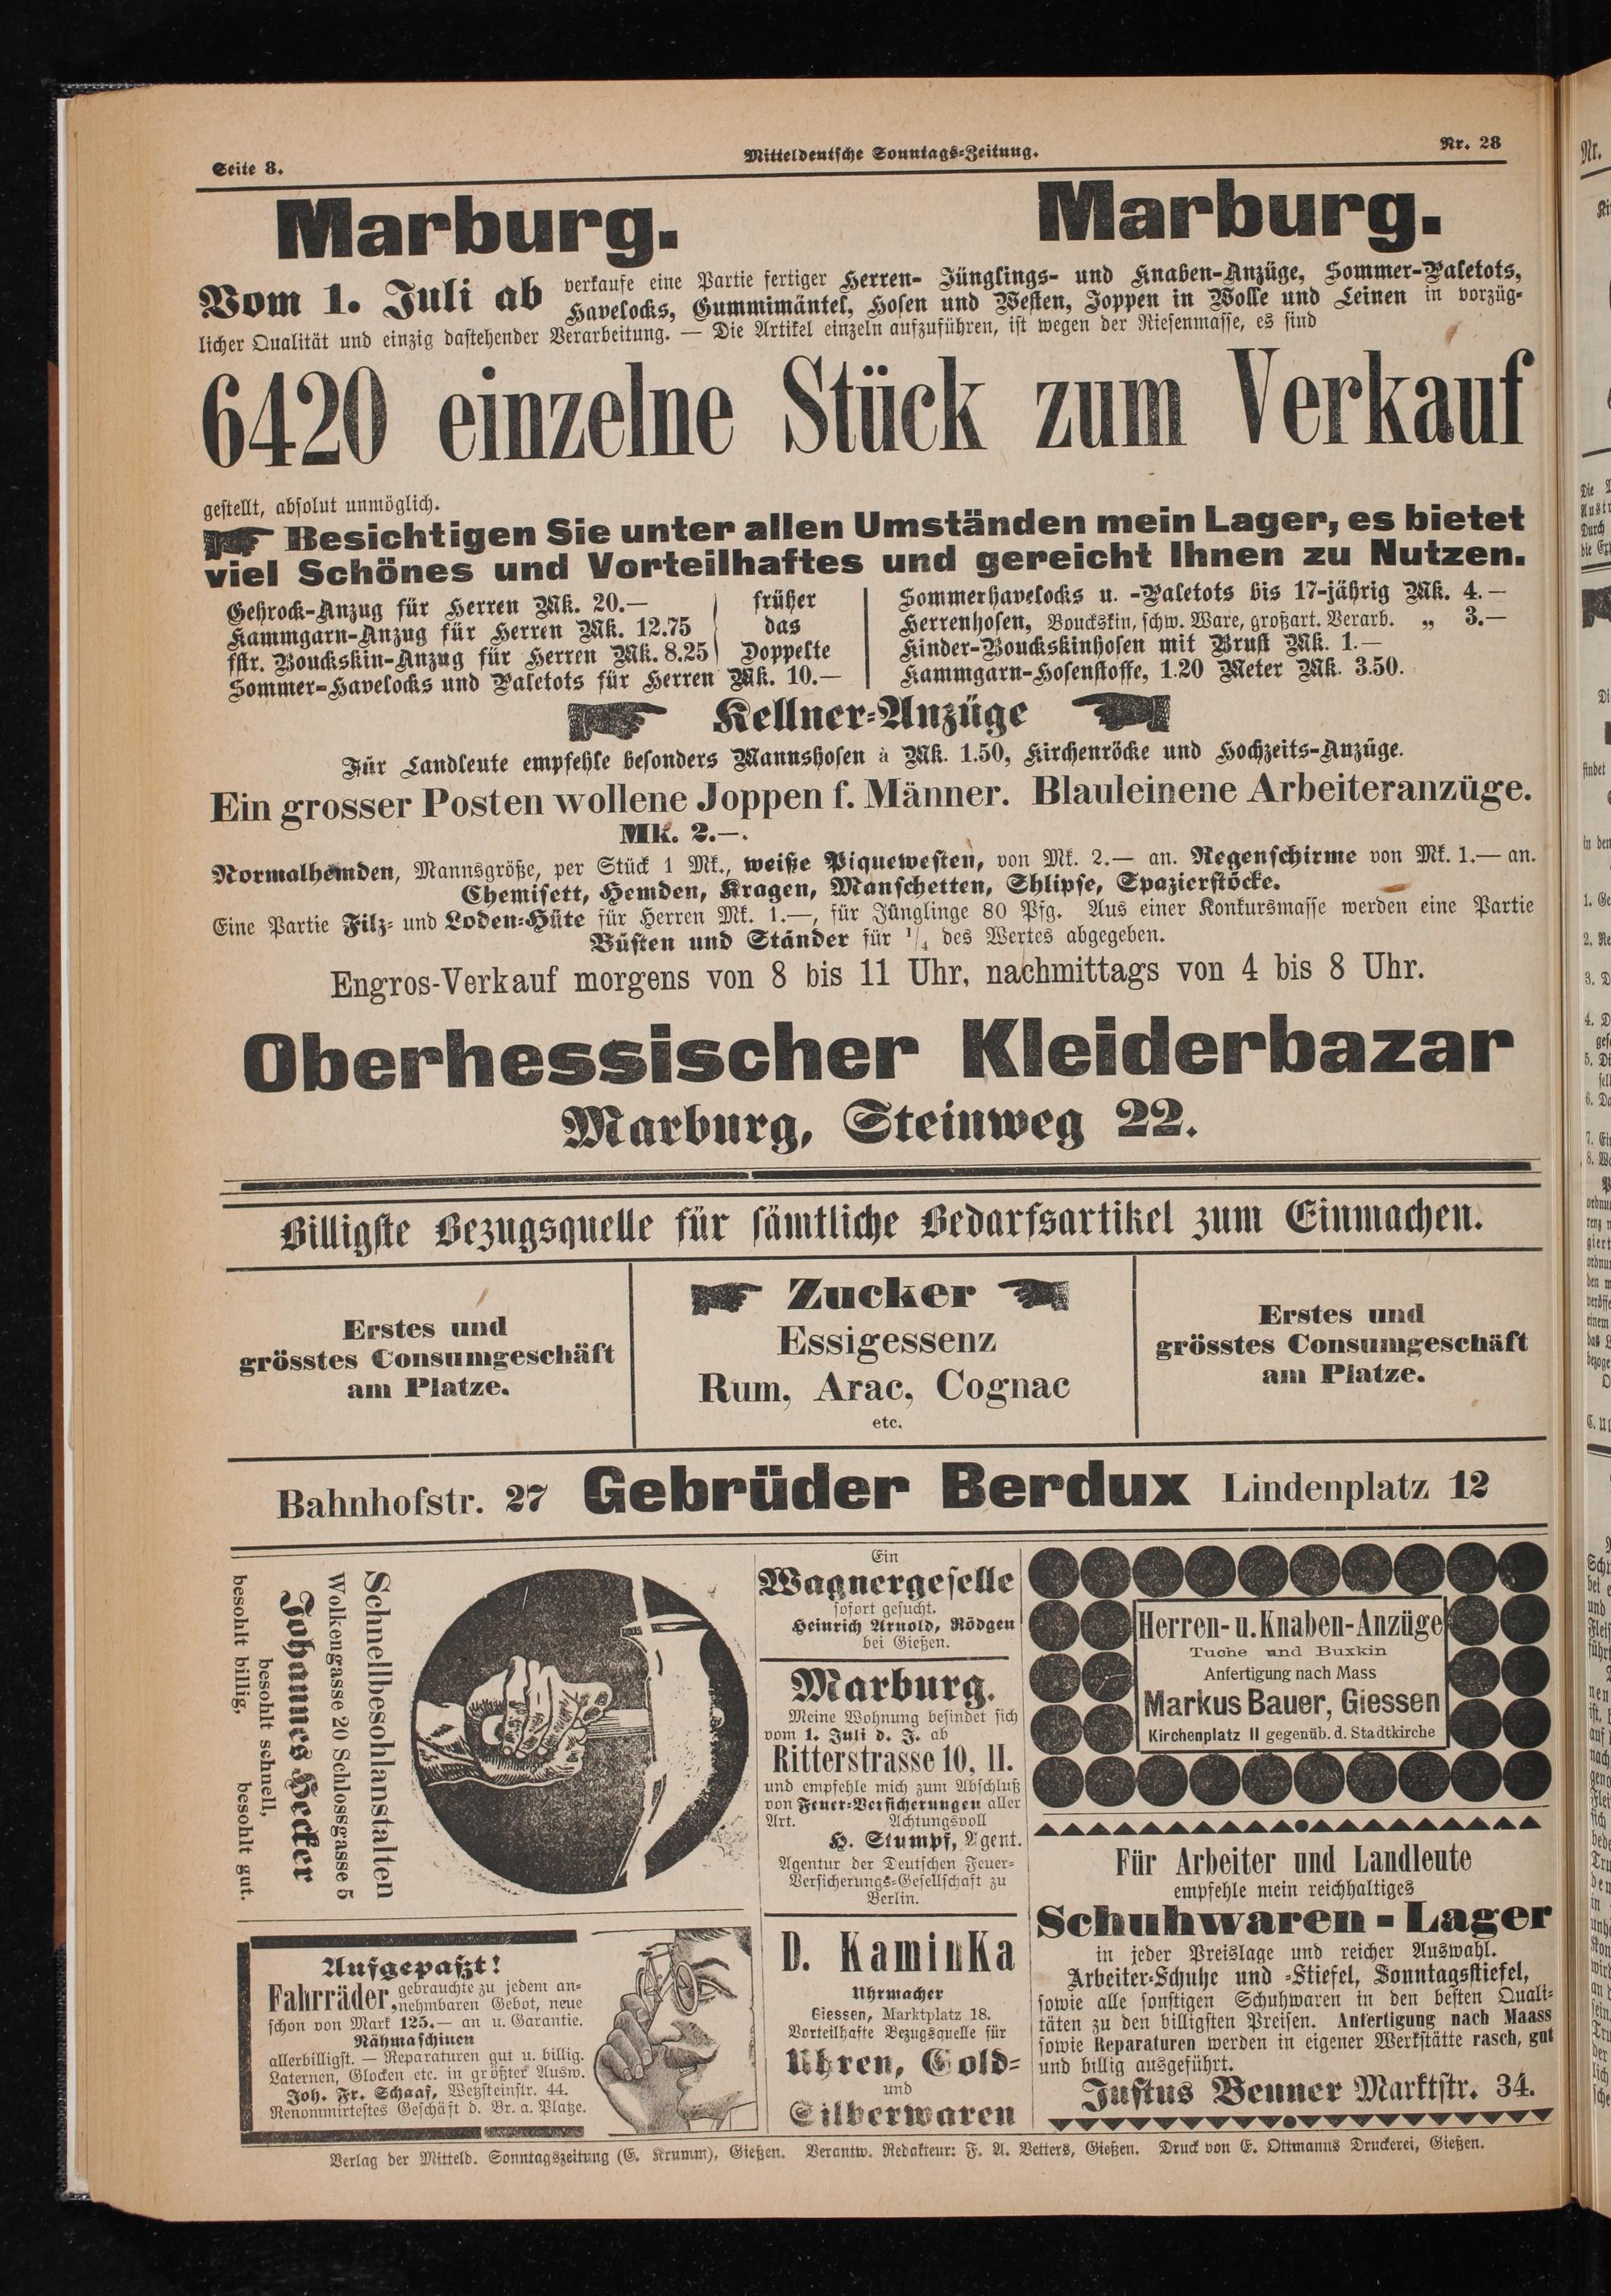 Seite 8.
Mitteldeutsche Sonntags-Zeitung.
Nr. 28
Marburg.
Marburg.
Vom 1. Juli ab verkaufe eine Partie fertiger Herren- Jünglings- und Knaben-Anzüge, Sommer-Paletots,
Havelocks, Gummimäntel, Hosen und Westen, Joppen in Wolle und Leinen in vorzüg-
licher Qualität und einzig dastehender Verarbeitung. — Die Artikel einzeln aufzuführen, ist wegen der Riesenmasse, es sind
6420 einzelne Stück zum Verkauf
gestellt, absolut unmöglich.
Besichtigen Sie unter allen Umständen mein Lager, es bietet
viel Schönes und Vorteilhaftes und gereicht Ihnen zu Nutzen.
Gehrock-Anzug für Herren Mk. 20.—
Kammgarn-Anzug für Herren Mk. 12.75
fstr. Bouckskin-Anzug für Herren Mk. 8.25
früher
das
Doppelte
Sommer-Havelocks und Paletots für Herren Mk. 10.—
Sommerhavelocks u. -Paletots bis 17-jährig Mk. 4.—
Herrenhosen, Bouckskin, schw. Ware, großart. Verarb. „ 3.—
Kinder-Bouckskinhosen mit Brust Mk. 1.—
Kammgarn-Hosenstoffe, 1.20 Meter Mk. 3.50.
Kellner-Anzüge
Für Landleute empfehle besonders Mannshosen à Mk. 1.50, Kirchenröcke und Hochzeits-Anzüge.
Ein grosser Posten wollene Joppen f. Männer. Blauleinene Arbeiteranzüge.
Mk. 2.—.
Normalhemden, Mannsgröße, per Stück 1 Mk., weiße Piquewesten, von Mk. 2.— an. Regenschirme von Mk. 1.— an.
Chemisett, Hemden, Kragen, Manschetten, Shlipse, Spazierstöcke.
Eine Partie Filz- und Loden-Hüte für Herren Mk. 1.—, für Jünglinge 80 Pfg. Aus einer Konkursmasse werden eine Partie
Büsten und Ständer für 1/4 des Wertes abgegeben.
Engros-Verkauf morgens von 8 bis 11 Uhr, nachmittags von 4 bis 8 Uhr.
Oberhessischer Kleiderbazar
Marburg, Steinweg 22.
Billigste Bezugsquelle für sämtliche Bedarfsartikel zum Einmachen.
Erstes und
grösstes Consumgeschäft
am Platze.
Zucker
Essigessenz
Rum, Arac, Cognac
etc.
Erstes und
grösstes Consumgeschäft
am Platze.
Bahnhofstr. 27 Gebrüder Berdux Lindenplatz 12
Schnellbesohlanstalten
Wolkengasse 20 Schlossgasse 5
Johannes Hecker
besohlt schnell,
besohlt billig, besohlt gut.
Ein
Wagnergeselle
sofort gesucht.
Heinrich Arnold, Rödgen
bei Gießen.
Marburg.
Meine Wohnung befindet sich
vom 1. Juli d. J. ab
Ritterstrasse 10, II.
und empfehle mich zum Abschluß
von Feuer-Versicherungen aller
Art. Achtungsvoll
H. Stumpf, Agent.
Agentur der Deutschen Feuer-
Versicherungs-Gesellschaft zu
Berlin.
Herren- u. Knaben-Anzüge
Tuche und Buxkin
Anfertigung nach Mass
Markus Bauer, Giessen
Kirchenplatz II gegenüb. d. Stadtkirche
Aufgepaßt!
Fahrräder, gebrauchte zu jedem an-
nehmbaren Gebot, neue
schon von Mark 125.— an u. Garantie.
Nähmaschinen
allerbilligst. — Reparaturen gut u. billig.
Laternen, Glocken etc. in größter Ausw.
Joh. Fr. Schaaf, Wetzsteinstr. 44.
Renommirtestes Geschäft d. Br. a. Platze.
D. Kaminka
Uhrmacher
Giessen, Marktplatz 18.
Vorteilhafte Bezugsquelle für
Uhren, Gold-
und
Silberwaren
Für Arbeiter und Landleute
empfehle mein reichhaltiges
Schuhwaren-Lager
in jeder Preislage und reicher Auswahl.
Arbeiter-Schuhe und -Stiefel, Sonntagsstiefel,
sowie alle sonstigen Schuhwaren in den besten Quali-
täten zu den billigsten Preisen. Anfertigung nach Maass
sowie Reparaturen werden in eigener Werkstätte rasch, gut
und billig ausgeführt.
Justus Benner Marktstr. 34.
Verlag der Mitteld. Sonntagszeitung (E. Krumm), Gießen. Verantw. Redakteur: F. A. Vetters, Gießen. Druck von E. Ottmanns Druckerei, Gießen.